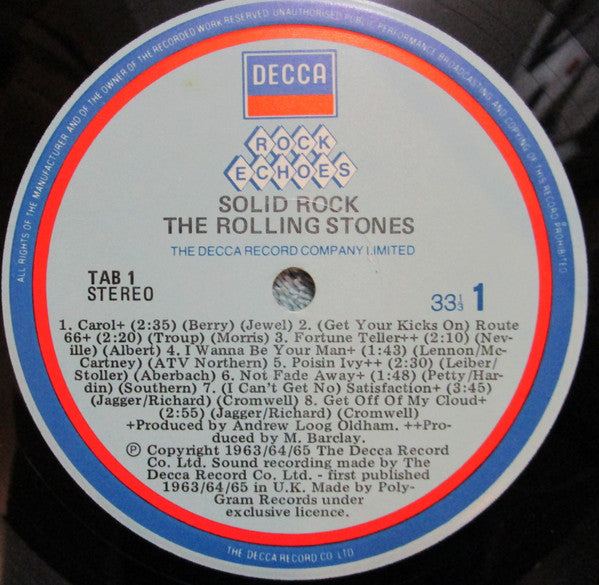 ALL RIGHTS OF THE MANUFACTURER AND OF THE OWNER OF THE RECORDED WORK RESERVED UNAUTHORISED PUBLIC PERFORMANCE BROADCASTING AND COPYING OF THIS RECORD PROHIBITED
DECCA
ROCK
ECHOES
SOLID ROCK
THE ROLLING STONES
THE DECCA RECORD COMPANY LIMITED
TAB 1
STEREO
33⅓ 1
1. Carol+ (2:35) (Berry) (Jewel) 2. (Get Your Kicks On) Route
66+ (2:20) (Troup) (Morris) 3. Fortune Teller++ (2:10) (Nev-
ille) (Albert) 4. I Wanna Be Your Man+ (1:43) (Lennon/Mc-
Cartney) (ATV Northern) 5. Poisin Ivy++ (2:30) (Leiber/
Stoller) (Aberbach) 6. Not Fade Away+ (1:48) (Petty/Har-
din) (Southern) 7. (I Can't Get No) Satisfaction+ (3:45)
(Jagger/Richard) (Cromwell) 8. Get Off Of My Cloud+
(2:55) (Jagger/Richard) (Cromwell)
+Produced by Andrew Loog Oldham. ++Pro-
duced by M. Barclay.
℗ Copyright 1963/64/65 The Decca Record
Co. Ltd. Sound recording made by The
Decca Record Co. Ltd. - first published
1963/64/65 in U.K. Made by Poly-
Gram Records under
exclusive licence.
THE DECCA RECORD CO LTD